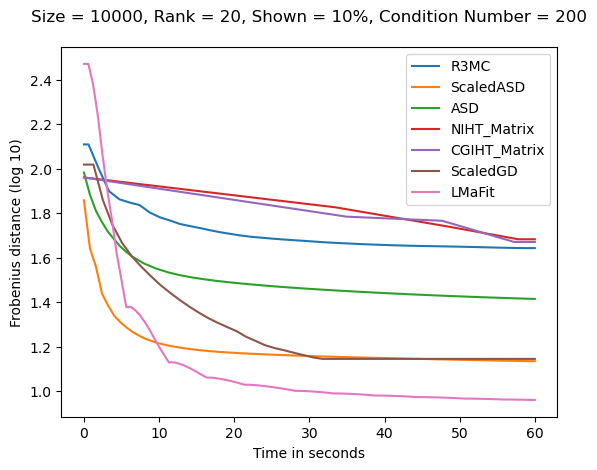 Size = 10000, Rank = 20, Shown = 10%, Condition Number = 200
Frobenius distance (log 10)
2.4
2.2
2.0
1.8
1.6
1.4
1.2
1.0
R3MC
ScaledASD
ASD
NIHT_Matrix
CGIHT_Matrix
ScaledGD
LMaFit
0 10 20 30 40 50 60
Time in seconds